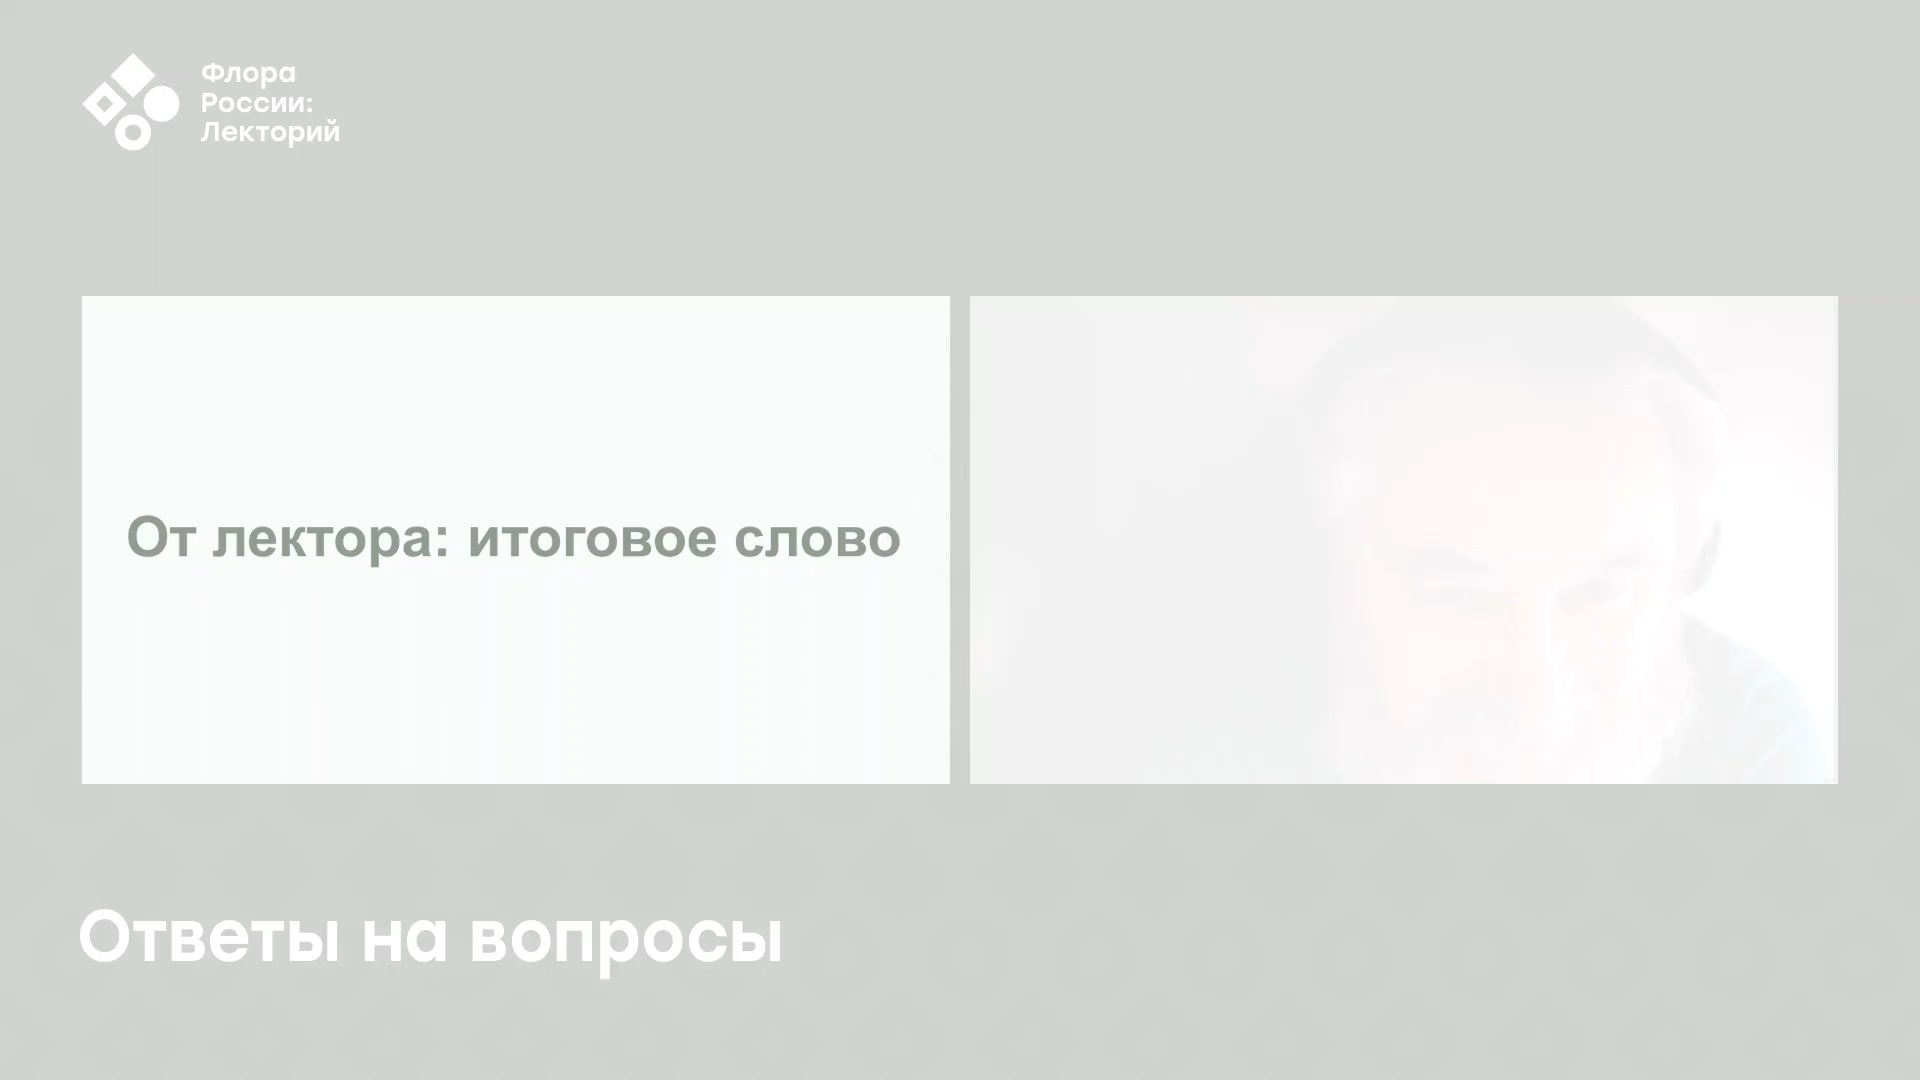 Флора
России:
Лекторий
От лектора: итоговое слово
Ответы на вопросы